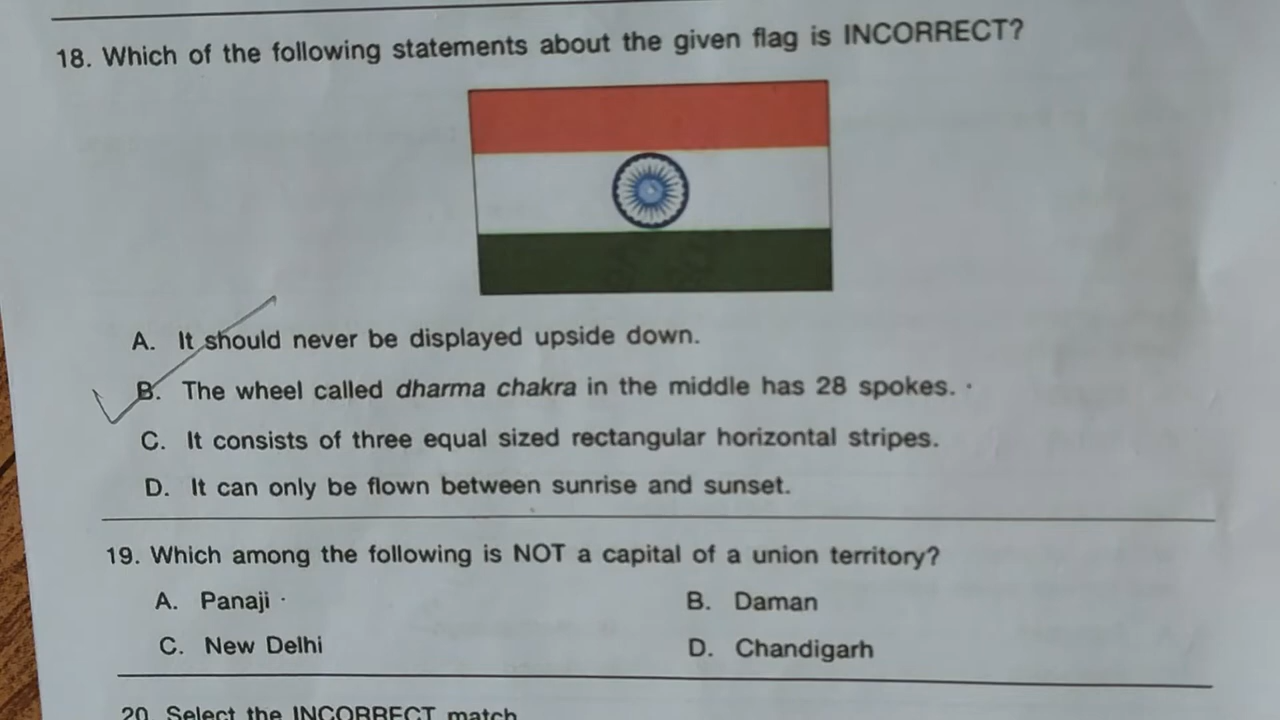 18. Which of the following statements about the given flag is INCORRECT?
A. It should never be displayed upside down.
B. The wheel called dharma chakra in the middle has 28 spokes.
C. It consists of three equal sized rectangular horizontal stripes.
D. It can only be flown between sunrise and sunset.
19. Which among the following is NOT a capital of a union territory?
A. Panaji B. Daman
C. New Delhi D. Chandigarh
20. Select the INCORRECT match